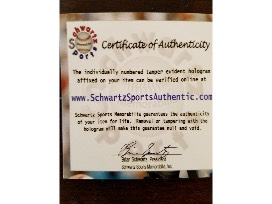 Schwartz
Sports
Certificate of Authenticity
The individually numbered tamper evident hologram
affixed on your item can be verified online at
www.SchwartzSportsAuthentic.com
Schwartz Sports Memorabilia guarantees the authenticity
of your item for life. Removal or tampering with the
hologram will make this guarantee null and void.
Schwartz President
Schwartz Sports Memorabilia, Inc.